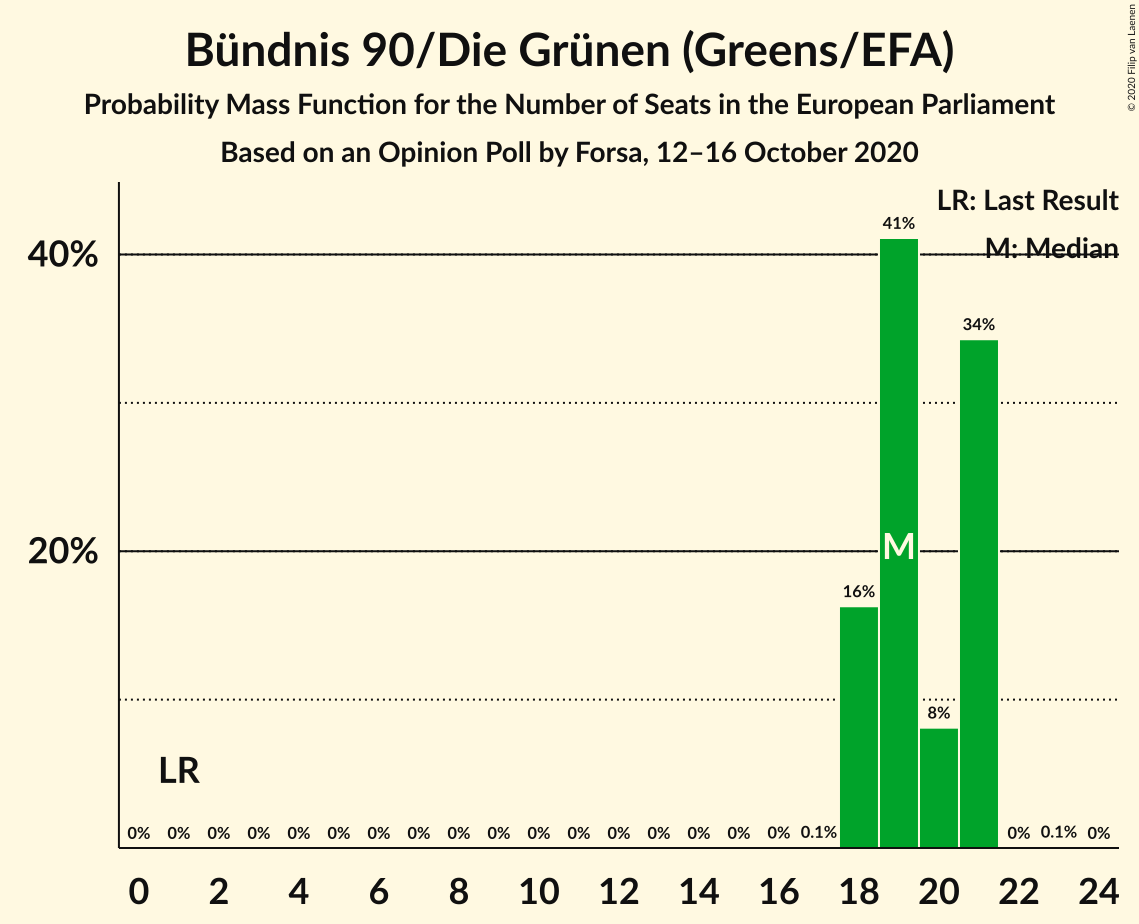 Bündnis 90/Die Grünen (Greens/EFA)
Probability Mass Function for the Number of Seats in the European Parliament
Based on an Opinion Poll by Forsa, 12–16 October 2020
© 2020 Filip van Laenen
LR: Last Result
M: Median
41%
40%
34%
20%
M
16%
8%
LR
0% 0% 0% 0% 0% 0% 0% 0% 0% 0% 0% 0% 0% 0% 0% 0% 0% 0.1% 0% 0.1% 0%
0 2 4 6 8 10 12 14 16 18 20 22 24